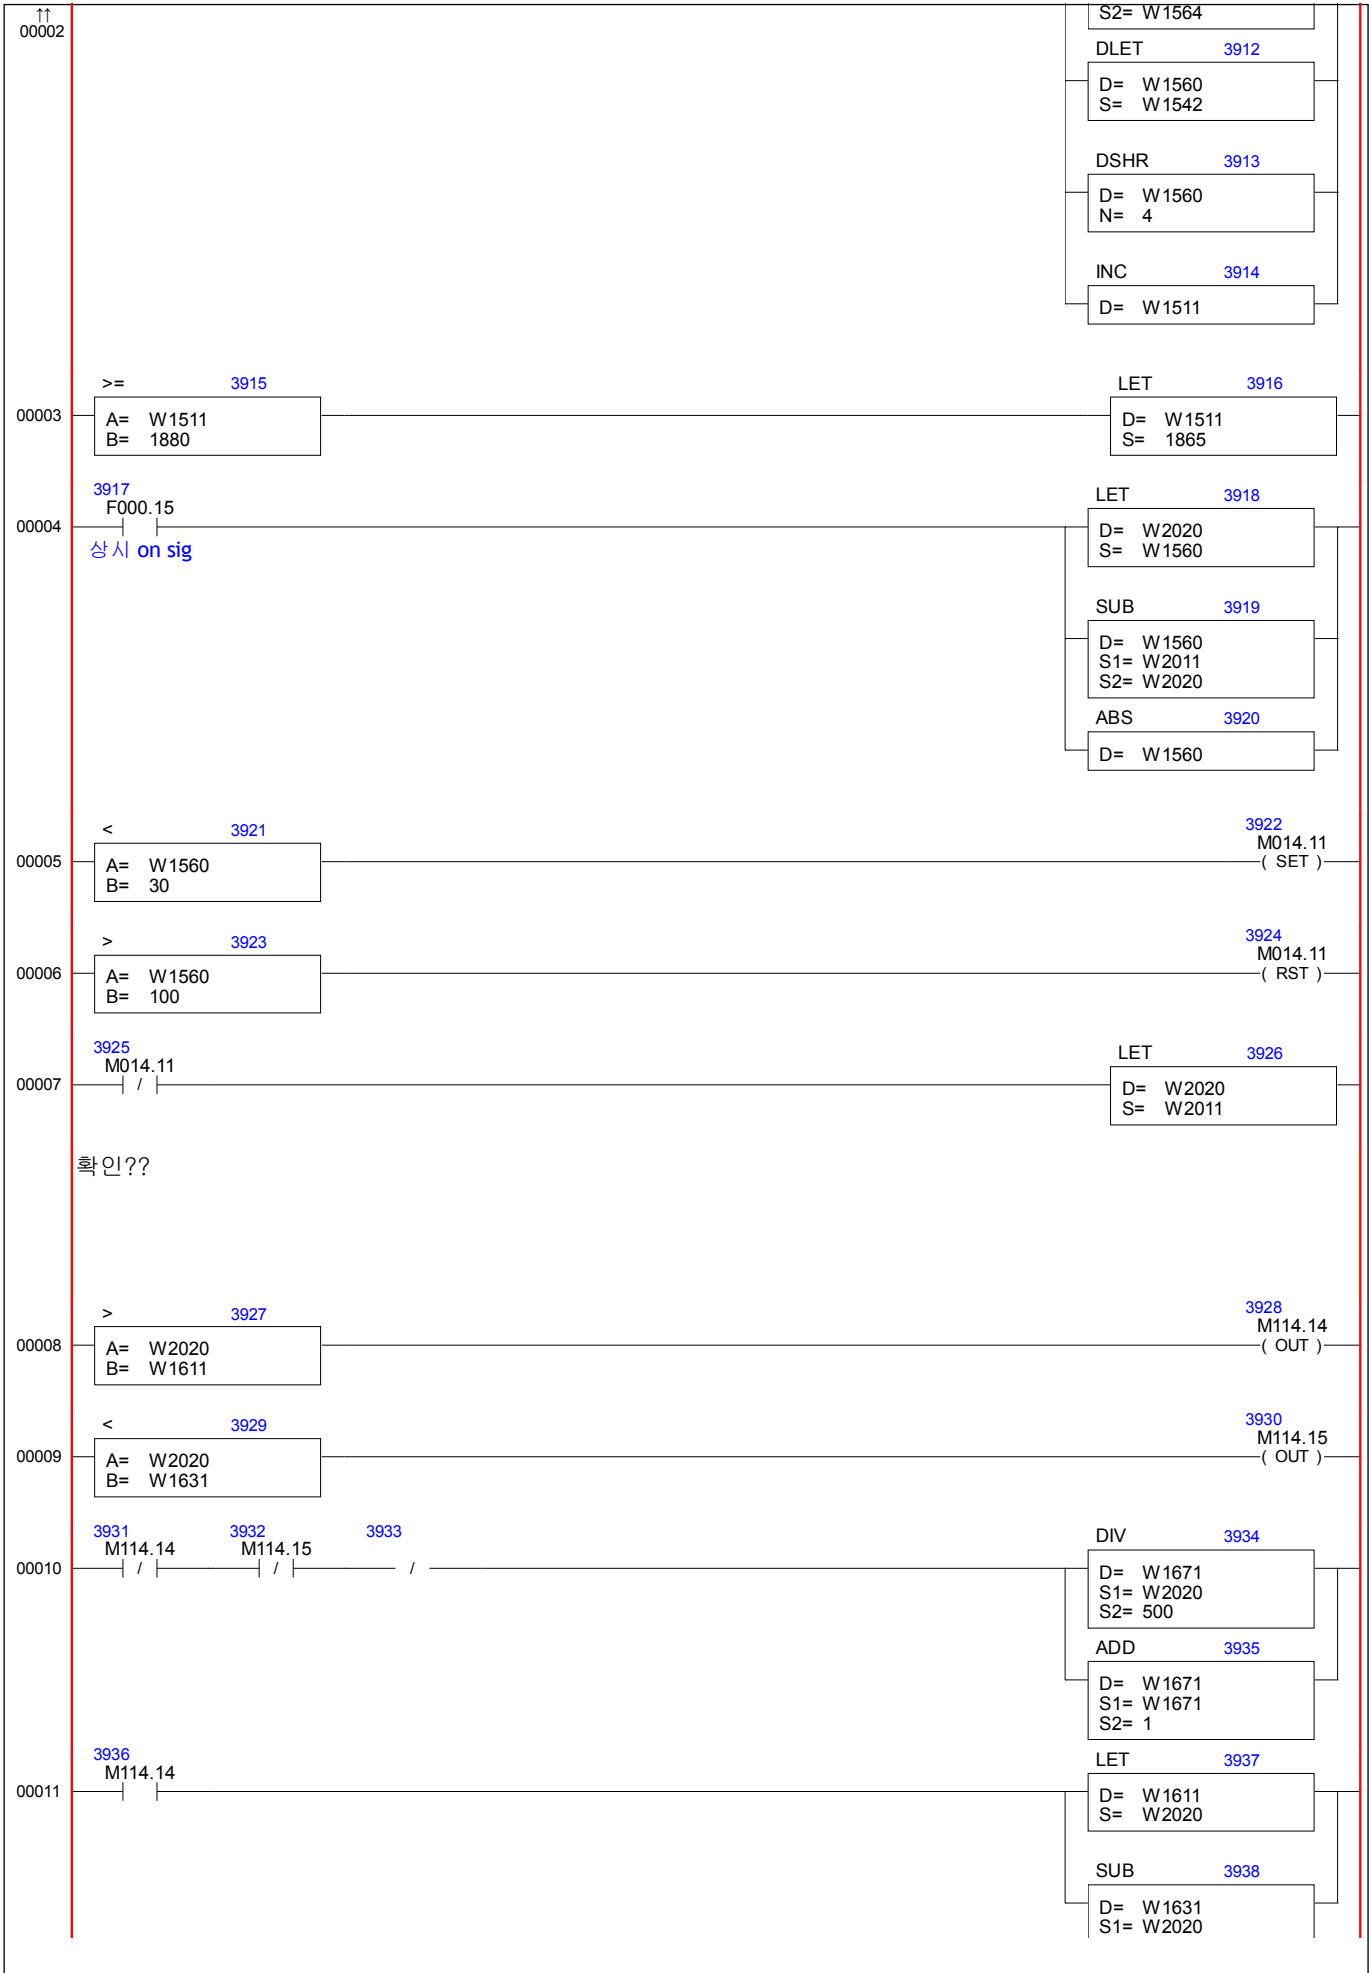 ↑↑
00002
S2= W1564
DLET 3912
D= W1560
S= W1542
DSHR 3913
D= W1560
N= 4
INC 3914
D= W1511
>= 3915
LET 3916
00003
A= W1511
B= 1880
D= W1511
S= 1865
3917
F000.15
LET 3918
00004
D= W2020
S= W1560
상시 on sig
SUB 3919
D= W1560
S1= W2011
S2= W2020
ABS 3920
D= W1560
< 3921
3922
M014.11
00005
A= W1560
B= 30
( SET )
> 3923
3924
M014.11
00006
A= W1560
B= 100
( RST )
3925
M014.11
LET 3926
00007
/
D= W2020
S= W2011
확인??
> 3927
3928
M114.14
00008
A= W2020
B= W1611
( OUT )
< 3929
3930
M114.15
00009
A= W2020
B= W1631
( OUT )
3931 3932 3933
M114.14 M114.15
DIV 3934
00010
/ / /
D= W1671
S1= W2020
S2= 500
ADD 3935
D= W1671
S1= W1671
S2= 1
3936
M114.14
LET 3937
00011
D= W1611
S= W2020
SUB 3938
D= W1631
S1= W2020